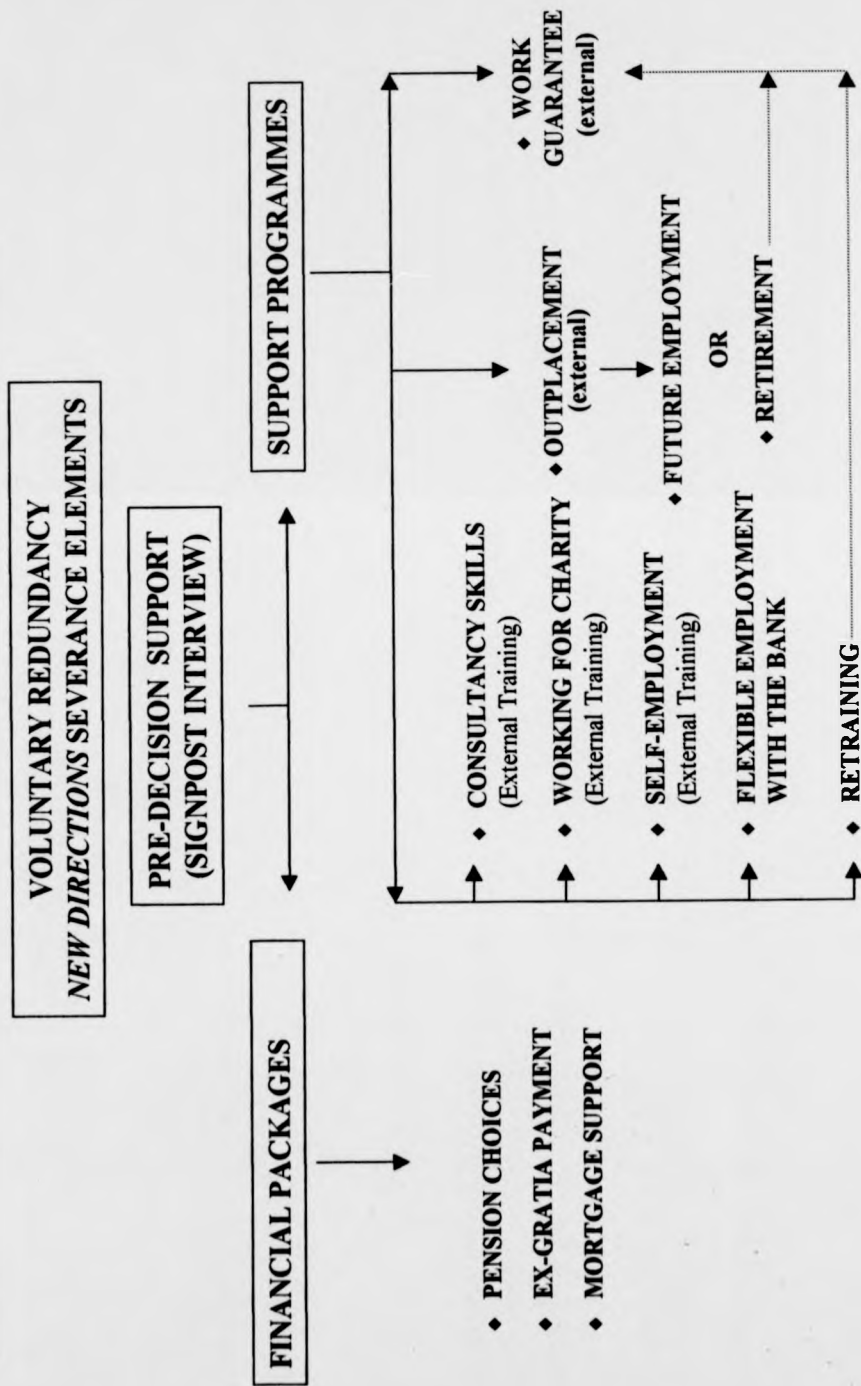 VOLUNTARY REDUNDANCY
NEW DIRECTIONS SEVERANCE ELEMENTS
PRE-DECISION SUPPORT
(SIGNPOST INTERVIEW)
FINANCIAL PACKAGES
◆ PENSION CHOICES
◆ EX-GRATIA PAYMENT
◆ MORTGAGE SUPPORT
SUPPORT PROGRAMMES
◆ CONSULTANCY SKILLS
(External Training)
◆ WORKING FOR CHARITY
(External Training)
◆ SELF-EMPLOYMENT
(External Training)
◆ FLEXIBLE EMPLOYMENT
WITH THE BANK
◆ RETRAINING
◆ OUTPLACEMENT
(external)
◆ FUTURE EMPLOYMENT
OR
◆ RETIREMENT
◆ WORK
GUARANTEE
(external)